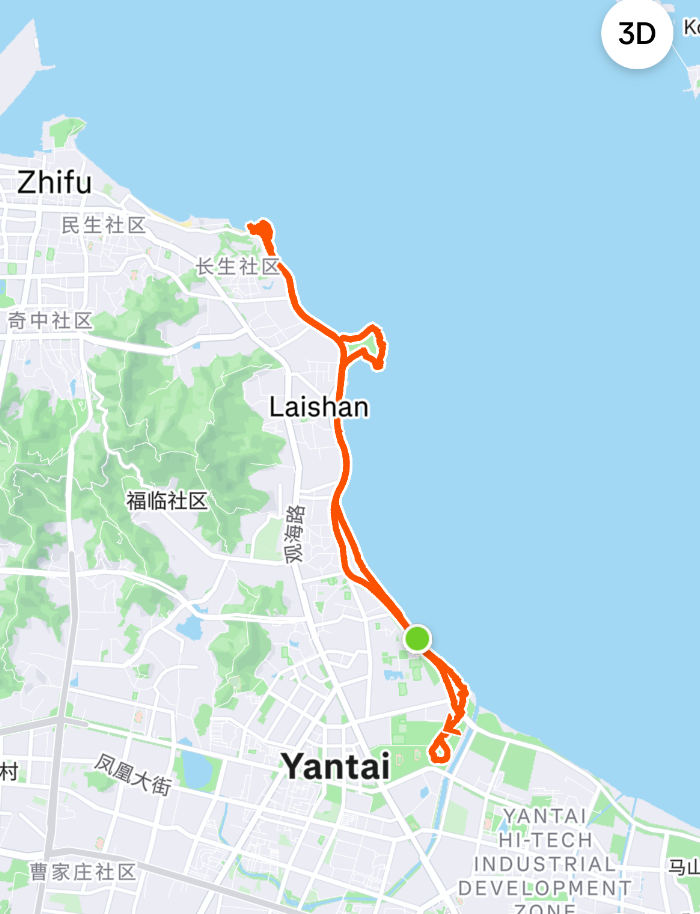 3D
Zhifu
民生社区
长生社区
奇中社区
Laishan
福临社区
观海路
Yantai
凤凰大街
村
YANTAI
HI-TECH
INDUSTRIAL
DEVELOPMENT
ZONE
曹家庄社区
马山